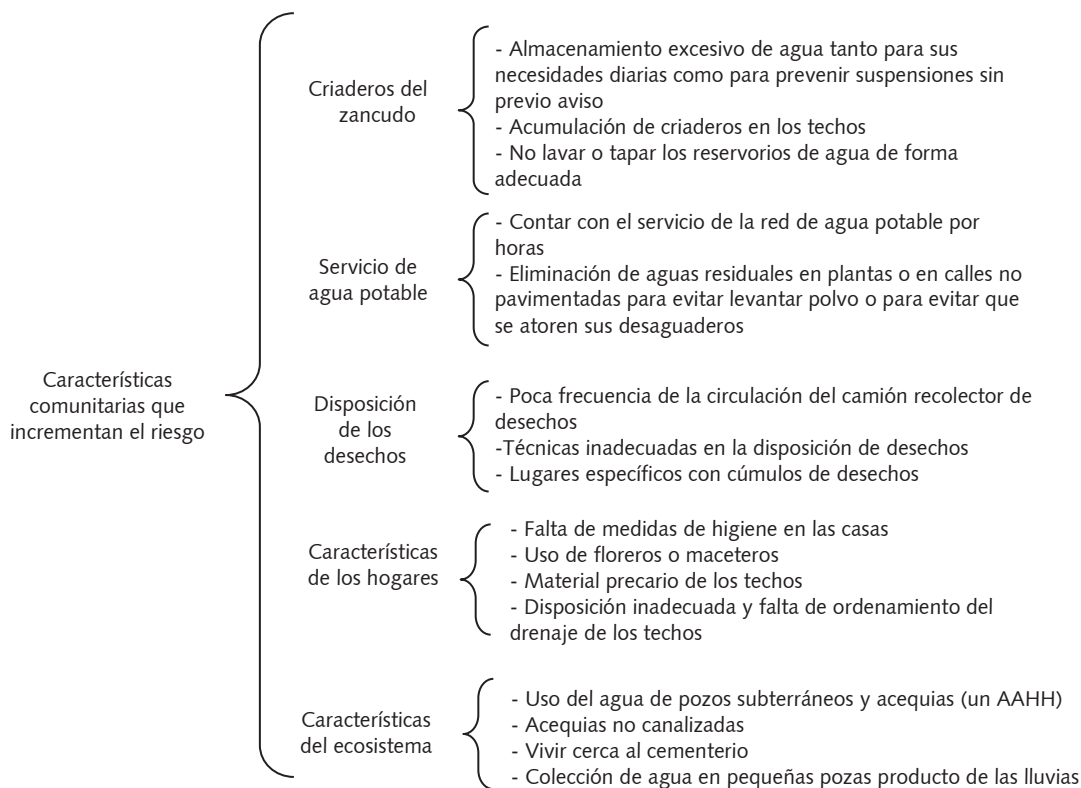 Características
comunitarias que
incrementan el riesgo
Criaderos del
zancudo
- Almacenamiento excesivo de agua tanto para sus
necesidades diarias como para prevenir suspensiones sin
previo aviso
- Acumulación de criaderos en los techos
- No lavar o tapar los reservorios de agua de forma
adecuada
Servicio de
agua potable
- Contar con el servicio de la red de agua potable por
horas
- Eliminación de aguas residuales en plantas o en calles no
pavimentadas para evitar levantar polvo o para evitar que
se atoren sus desaguaderos
Disposición
de los
desechos
- Poca frecuencia de la circulación del camión recolector de
desechos
-Técnicas inadecuadas en la disposición de desechos
- Lugares específicos con cúmulos de desechos
Características
de los hogares
- Falta de medidas de higiene en las casas
- Uso de floreros o maceteros
- Material precario de los techos
- Disposición inadecuada y falta de ordenamiento del
drenaje de los techos
Características
del ecosistema
- Uso del agua de pozos subterráneos y acequias (un AAHH)
- Acequias no canalizadas
- Vivir cerca al cementerio
- Colección de agua en pequeñas pozas producto de las lluvias